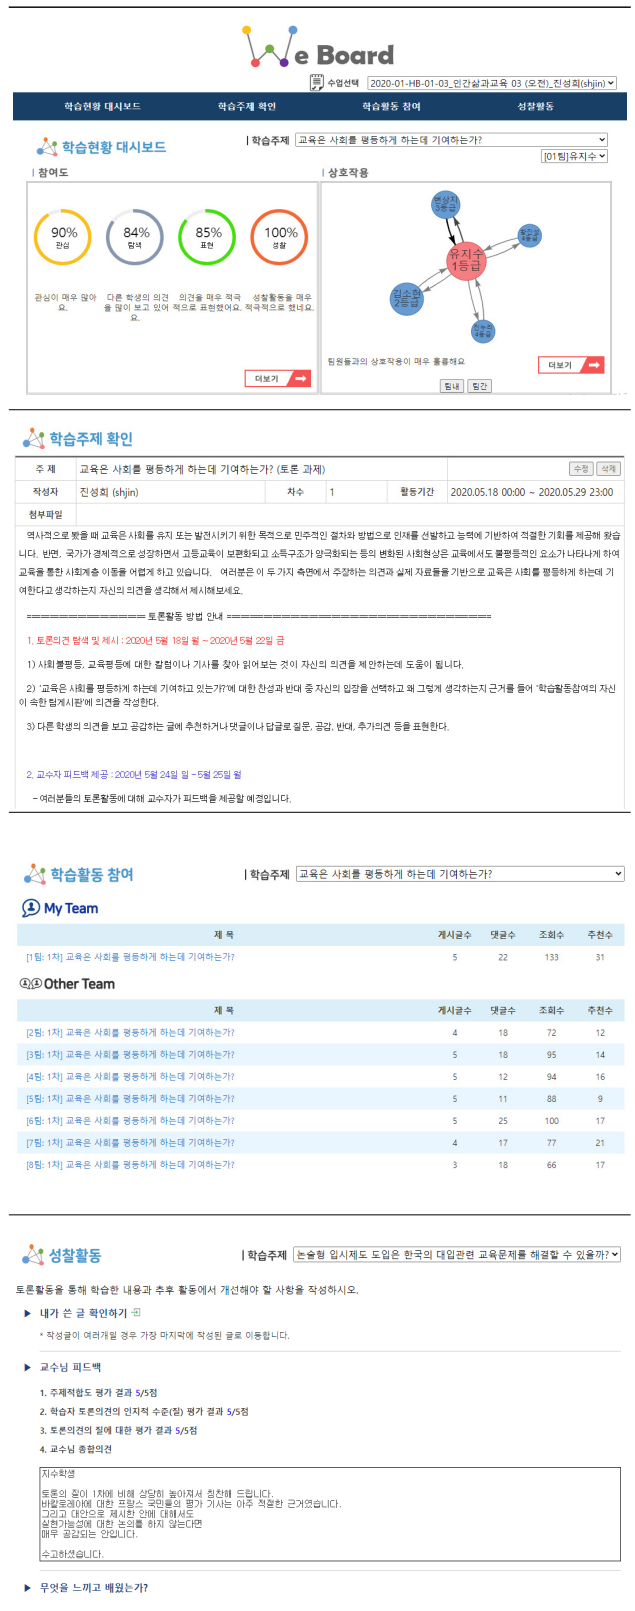 We Board
수업선택 2020-01-HB-01-03_인간삶과교육 03 (오전)_진성희(shjin)
학습현황 대시보드 학습주제 확인 학습활동 참여 성찰활동
학습현황 대시보드
| 학습주제 교육은 사회를 평등하게 하는데 기여하는가?
[01팀]유지수
| 참여도
| 상호작용
90% 관심
84% 탐색
85% 표현
100% 성찰
관심이 매우 많아요.
다른 학생의 의견을 많이 보고 있어요.
의견을 매우 적극적으로 표현했어요.
성찰활동을 매우 적극적으로 했네요.
더보기
유지수
1등급
변상지
3등급
김소현
2등급
팀원들과의 상호작용이 매우 훌륭해요
더보기
팀내 팀간
학습주제 확인
주 제 교육은 사회를 평등하게 하는데 기여하는가? (토론 과제) 수정 삭제
작성자 진성희 (shjin) 차수 1 활동기간 2020.05.18 00:00 ~ 2020.05.29 23:00
첨부파일
역사적으로 봤을 때 교육은 사회를 유지 또는 발전시키기 위한 목적으로 민주적인 절차와 방법으로 인재를 선발하고 능력에 기반하여 적절한 기회를 제공해 왔습
니다. 반면, 국가가 경제적으로 성장하면서 고등교육이 보편화되고 소득구조가 양극화되는 등의 변화된 사회현상은 교육에서도 불평등적인 요소가 나타나게 하여
교육을 통한 사회계층 이동을 어렵게 하고 있습니다. 여러분은 이 두 가지 측면에서 주장하는 의견과 실제 자료들을 기반으로 교육은 사회를 평등하게 하는데 기
여한다고 생각하는지 자신의 의견을 생각해서 제시해보세요.
토론활동 방법 안내
1. 토론의견 탐색 및 제시 : 2020년 5월 18일 월 ~ 2020년 5월 22일 금
1) 사회불평등, 교육평등에 대한 칼럼이나 기사를 찾아 읽어보는 것이 자신의 의견을 제안하는데 도움이 됩니다.
2) '교육은 사회를 평등하게 하는데 기여하고 있는가?'에 대한 찬성과 반대 중 자신의 입장을 선택하고 왜 그렇게 생각하는지 근거를 들어 '학습활동참여의 자신
이 속한 팀게시판'에 의견을 작성한다.
3) 다른 학생의 의견을 보고 공감하는 글에 추천하거나 댓글이나 답글로 질문, 공감, 반대, 추가의견 등을 표현한다.
2. 교수자 피드백 제공 : 2020년 5월 24일 일 - 5월 25일 월
- 여러분들의 토론활동에 대해 교수자가 피드백을 제공할 예정입니다.
학습활동 참여
| 학습주제 교육은 사회를 평등하게 하는데 기여하는가?
My Team
제 목 게시글수 댓글수 조회수 추천수
[1팀: 1차] 교육은 사회를 평등하게 하는데 기여하는가? 5 22 133 31
Other Team
제 목 게시글수 댓글수 조회수 추천수
[2팀: 1차] 교육은 사회를 평등하게 하는데 기여하는가? 4 18 72 12
[3팀: 1차] 교육은 사회를 평등하게 하는데 기여하는가? 5 18 95 14
[4팀: 1차] 교육은 사회를 평등하게 하는데 기여하는가? 5 12 94 16
[5팀: 1차] 교육은 사회를 평등하게 하는데 기여하는가? 5 11 88 9
[6팀: 1차] 교육은 사회를 평등하게 하는데 기여하는가? 5 25 100 17
[7팀: 1차] 교육은 사회를 평등하게 하는데 기여하는가? 4 17 77 21
[8팀: 1차] 교육은 사회를 평등하게 하는데 기여하는가? 3 18 66 17
성찰활동
| 학습주제 논술형 입시제도 도입은 한국의 대입관련 교육문제를 해결할 수 있을까?
토론활동을 통해 학습한 내용과 추후 활동에서 개선해야 할 사항을 작성하시오.
내가 쓴 글 확인하기
* 작성글이 여러개일 경우 가장 마지막에 작성된 글로 이동합니다.
교수님 피드백
1. 주제적합도 평가 결과 5/5점
2. 학습자 토론의견의 인지적 수준(질) 평가 결과 5/5점
3. 토론의견의 질에 대한 평가 결과 5/5점
4. 교수님 종합의견
지수학생
토론의 질이 1차에 비해 상당히 높아져서 칭찬해 드립니다.
바칼로레아에 대한 프랑스 국민들의 평가 기사는 아주 적절한 근거였습니다.
그리고 대안으로 제시한 안에 대해서도
실현가능성에 대한 논의를 하지 않는다면
매우 공감되는 안입니다.
수고하셨습니다.
무엇을 느끼고 배웠는가?